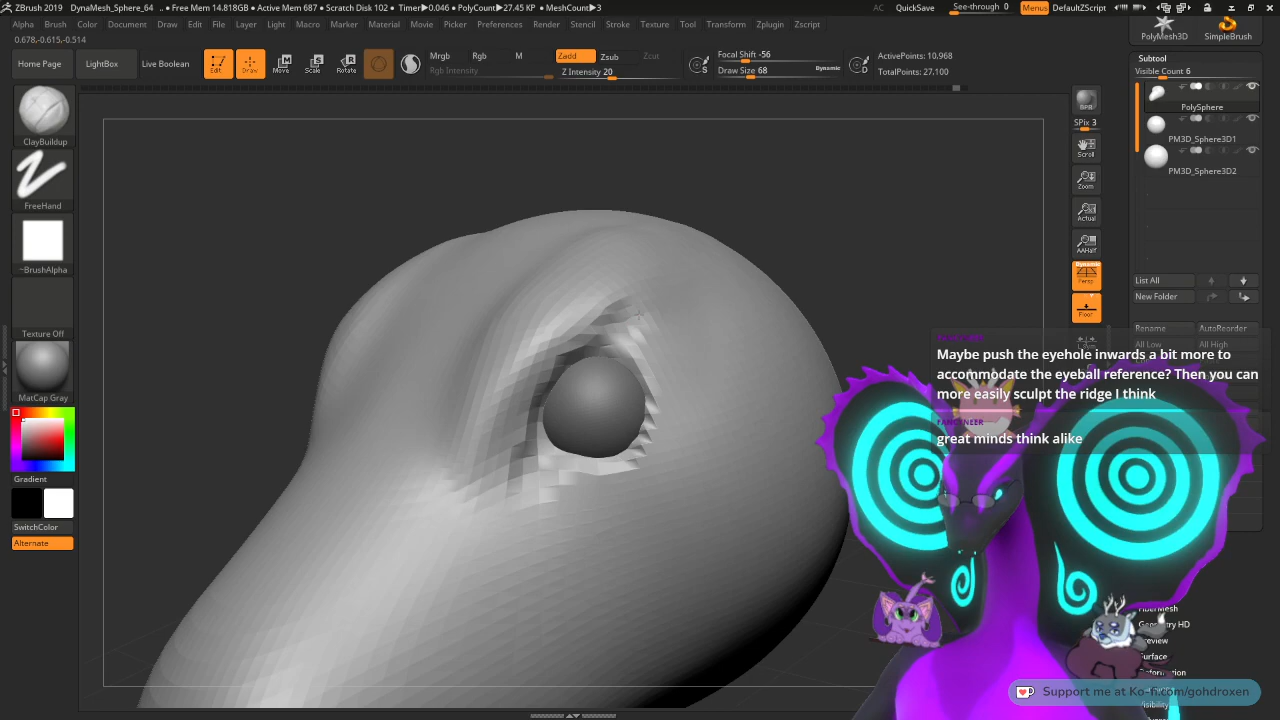 ZBrush 2019 DynaMesh_Sphere_64 .. • Free Mem 14.818GB • Active Mem 687 • Scratch Disk 102 • Timer▶0.046 • PolyCount▶27.45 KP • MeshCount▶3
AC QuickSave See-through 0 Menus DefaultZScript
Alpha Brush Color Document Draw Edit File Layer Light Macro Marker Material Movie Picker Preferences Render Stencil Stroke Texture Tool Transform Zplugin Zscript
0.678,-0.615,-0.514
Home Page LightBox Live Boolean Edit Draw Move Scale Rotate
Mrgb Rgb M Zadd Zsub Zcut
Rgb Intensity Z Intensity 20
Focal Shift -56
Draw Size 68 Dynamic
ActivePoints: 10,968
TotalPoints: 27,100
PolyMesh3D SimpleBrush
Subtool
Visible Count 6
PolySphere
PM3D_Sphere3D1
PM3D_Sphere3D2
List All
New Folder
Rename AutoReorder
All Low All High
ClayBuildup
FreeHand
~BrushAlpha
Texture Off
MatCap Gray
Gradient
SwitchColor
Alternate
BPR
SPix 3
Scroll
Zoom
Actual
AAHalf
Dynamic
Persp
Floor
Maybe push the eyehole inwards a bit more to
accommodate the eyeball reference? Then you can
more easily sculpt the ridge I think
great minds think alike
FiberMesh
Geometry HD
Preview
Surface
Deformation
Visibility
Support me at Ko-fi.com/gohdroxen